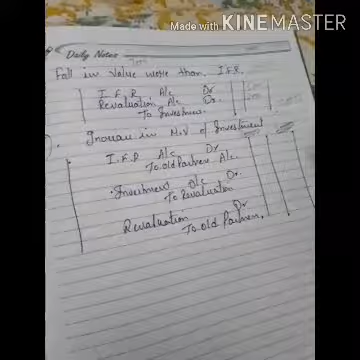 Made with KINEMASTER
Daily Notes
Fall in value more than I.F.R.
I.F.R A/c Dr
Revaluation A/c Dr.
To Investmen
Increase in M.V of Investment
I.F.R A/c Dr
To Old Partners A/c.
Investment A/c Dr.
To Revaluation
Revaluation Dr
To Old Partners,